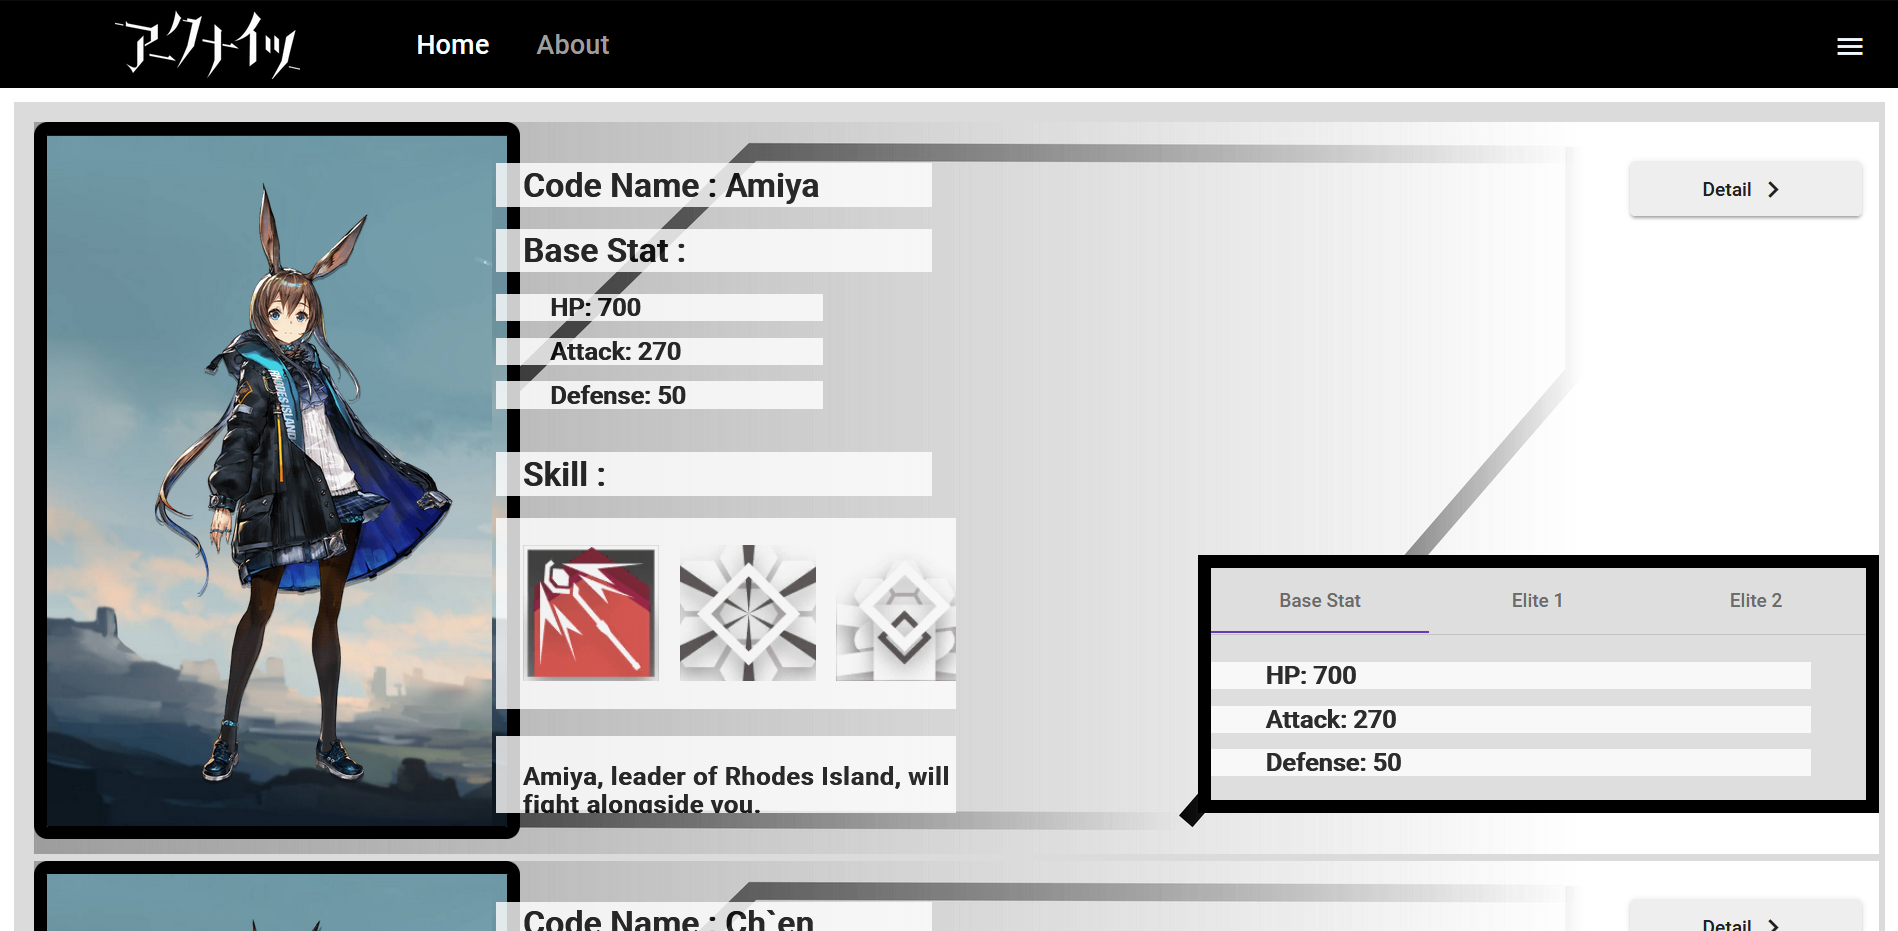 アークナイツ
Home
About
Code Name : Amiya
Detail
Base Stat :
HP: 700
Attack: 270
Defense: 50
RHODES ISLAND
Skill :
Base Stat
Elite 1
Elite 2
HP: 700
Attack: 270
Defense: 50
Amiya, leader of Rhodes Island, will
fight alongside you.
Code Name : Ch`en
Detail